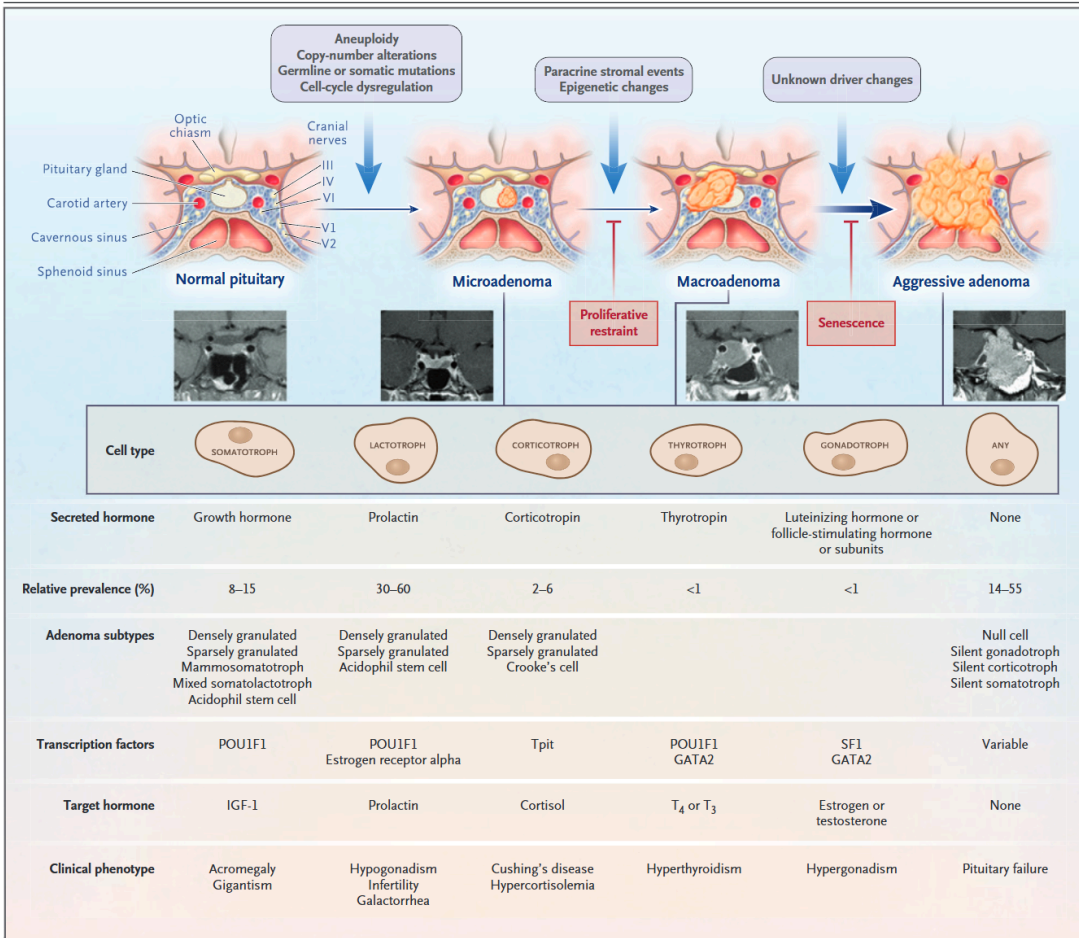 Aneuploidy
Copy-number alterations
Germline or somatic mutations
Cell-cycle dysregulation
Paracrine stromal events
Epigenetic changes
Unknown driver changes
Optic
chiasm
Cranial
nerves
Pituitary gland
Carotid artery
Cavernous sinus
Sphenoid sinus
III
IV
VI
V1
V2
Normal pituitary
Microadenoma
Macroadenoma
Aggressive adenoma
Proliferative
restraint
Senescence
Cell type
SOMATOTROPH
LACTOTROPH
CORTICOTROPH
THYROTROPH
GONADOTROPH
ANY
Secreted hormone
Growth hormone
Prolactin
Corticotropin
Thyrotropin
Luteinizing hormone or
follicle-stimulating hormone
or subunits
None
Relative prevalence (%)
8–15
30–60
2–6
<1
<1
14–55
Adenoma subtypes
Densely granulated
Sparsely granulated
Mammosomatotroph
Mixed somatolactotroph
Acidophil stem cell
Densely granulated
Sparsely granulated
Acidophil stem cell
Densely granulated
Sparsely granulated
Crooke's cell
Null cell
Silent gonadotroph
Silent corticotroph
Silent somatotroph
Transcription factors
POU1F1
POU1F1
Estrogen receptor alpha
Tpit
POU1F1
GATA2
SF1
GATA2
Variable
Target hormone
IGF-1
Prolactin
Cortisol
T4 or T3
Estrogen or
testosterone
None
Clinical phenotype
Acromegaly
Gigantism
Hypogonadism
Infertility
Galactorrhea
Cushing's disease
Hypercortisolemia
Hyperthyroidism
Hypergonadism
Pituitary failure